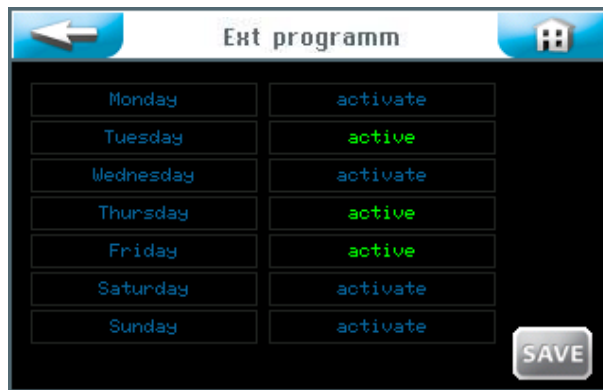 Ext programm
Monday activate
Tuesday active
Wednesday activate
Thursday active
Friday active
Saturday activate
Sunday activate
SAVE